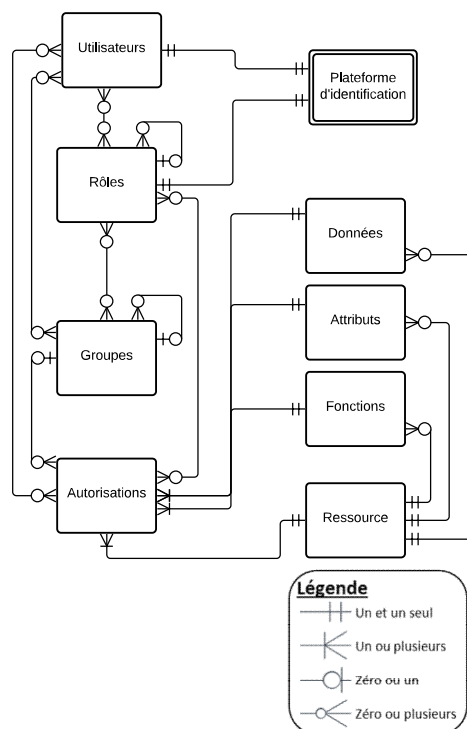 Utilisateurs
Plateforme
d'identification
Rôles
Données
Attributs
Groupes
Fonctions
Autorisations
Ressource
Légende
Un et un seul
Un ou plusieurs
Zéro ou un
Zéro ou plusieurs